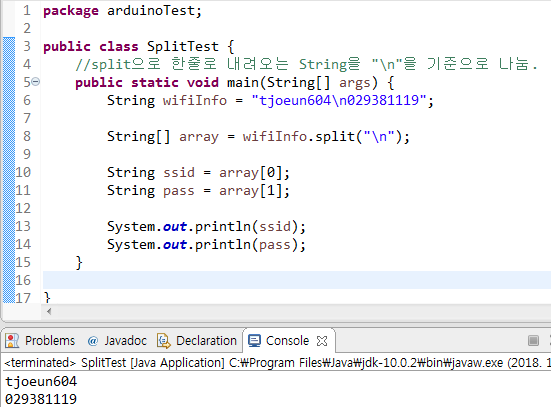 1 package arduinoTest;
2
3 public class SplitTest {
4 //split으로 한줄로 내려오는 String을 "\n"을 기준으로 나눔.
5 public static void main(String[] args) {
6 String wifiInfo = "tjoeun604\n029381119";
7
8 String[] array = wifiInfo.split("\n");
9
10 String ssid = array[0];
11 String pass = array[1];
12
13 System.out.println(ssid);
14 System.out.println(pass);
15 }
16
17 }
Problems @ Javadoc Declaration Console
<terminated> SplitTest [Java Application] C:₩Program Files₩Java₩jdk-10.0.2₩bin₩javaw.exe (2018. 1
tjoeun604
029381119